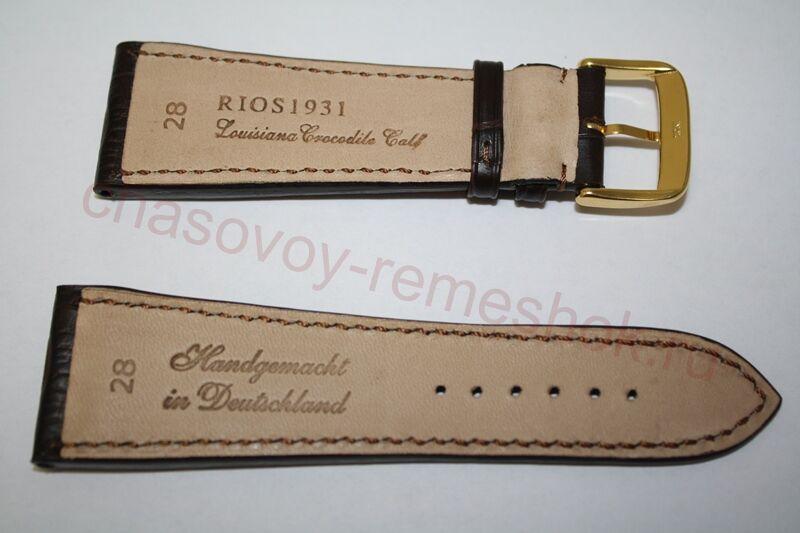 28
RIOS1931
Louisiana Crocodile Calf
chasovoy-remeshok.ru
28
Handgemacht
in Deutschland